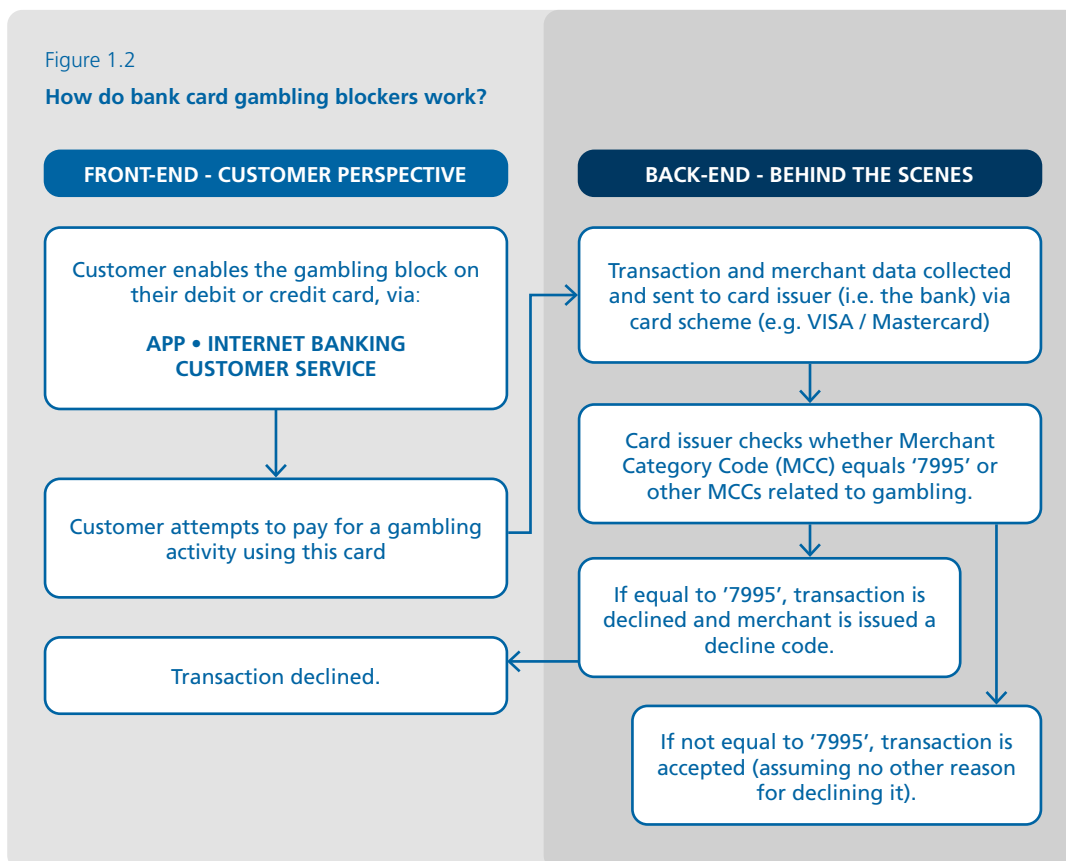 Figure 1.2
How do bank card gambling blockers work?
FRONT-END - CUSTOMER PERSPECTIVE
Customer enables the gambling block on
their debit or credit card, via:
APP • INTERNET BANKING
CUSTOMER SERVICE
Customer attempts to pay for a gambling
activity using this card
Transaction declined.
BACK-END - BEHIND THE SCENES
Transaction and merchant data collected
and sent to card issuer (i.e. the bank) via
card scheme (e.g. VISA / Mastercard)
Card issuer checks whether Merchant
Category Code (MCC) equals ‘7995’ or
other MCCs related to gambling.
If equal to ‘7995’, transaction is
declined and merchant is issued a
decline code.
If not equal to ‘7995’, transaction is
accepted (assuming no other reason
for declining it).